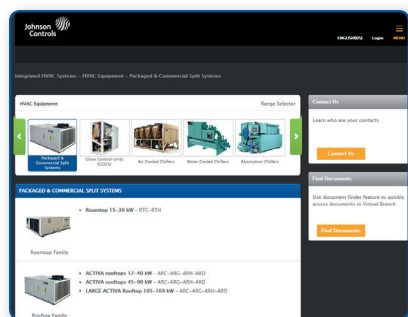 Johnson
Controls
ENGLISH(US) Login MENU
Integrated HVAC Systems - HVAC Equipment - Packaged & Commercial Split Systems
HVAC Equipment
Range Selector
Packaged &
Commercial Split
Systems
Close Control Units
(CCU's)
Air Cooled Chillers
Water Cooled Chillers
Absorption Chillers
PACKAGED & COMMERCIAL SPLIT SYSTEMS
Roomtop 15-30 kW - RTC-RTH
Roomtop Family
ACTIVA rooftops 17-40 kW - ARC-ARG-ARH-ARD
ACTIVA rooftops 45-90 kW - ARC-ARG-ARH-ARD
LARGE ACTIVA Rooftop 105-169 kW - ARC-ARG-ARH-ARD
Rooftop Family
Contact Us
Learn who are your contacts
Contact Us
Find Documents
Use document finder feature to quickly
access documents in Virtual Branch
Find Documents